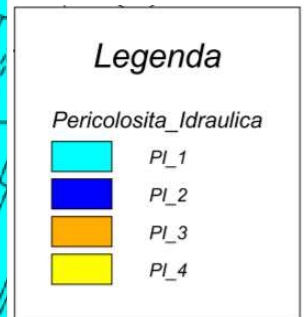 Legenda
Pericolosita_Idraulica
PI_1
PI_2
PI_3
PI_4